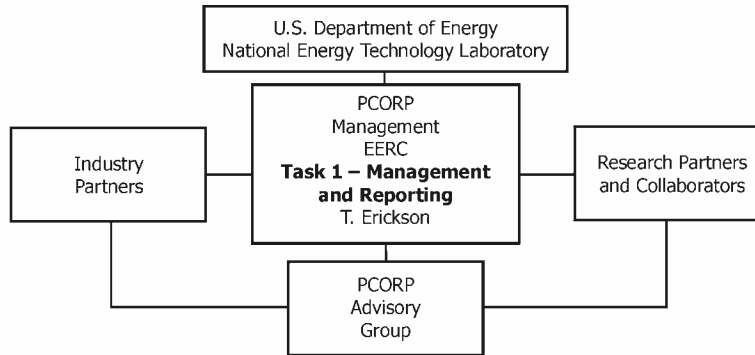 U.S. Department of Energy
National Energy Technology Laboratory
PCORP
Management
EERC
Task 1 – Management
and Reporting
T. Erickson
Industry
Partners
Research Partners
and Collaborators
PCORP
Advisory
Group